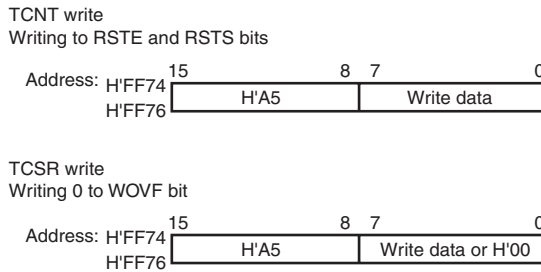 TCNT write
Writing to RSTE and RSTS bits
15 8 7 0
Address: H'FF74
H'A5 Write data
H'FF76
TCSR write
Writing 0 to WOVF bit
15 8 7 0
Address: H'FF74
H'A5 Write data or H'00
H'FF76